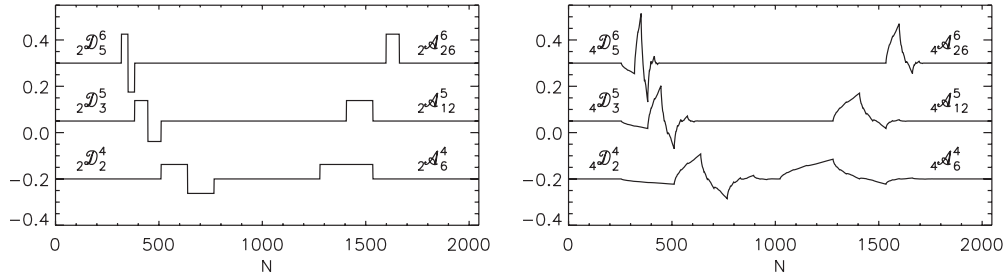 0.4
0.2
0.0
−0.2
−0.4
₂𝒟₅⁶ ₂𝒜₂₆⁶
₂𝒟₃⁵ ₂𝒜₁₂⁵
₂𝒟₂⁴ ₂𝒜₆⁴
0 500 1000 1500 2000
N
0.4
0.2
0.0
−0.2
−0.4
₄𝒟₅⁶ ₄𝒜₂₆⁶
₄𝒟₃⁵ ₄𝒜₁₂⁵
₄𝒟₂⁴ ₄𝒜₆⁴
0 500 1000 1500 2000
N